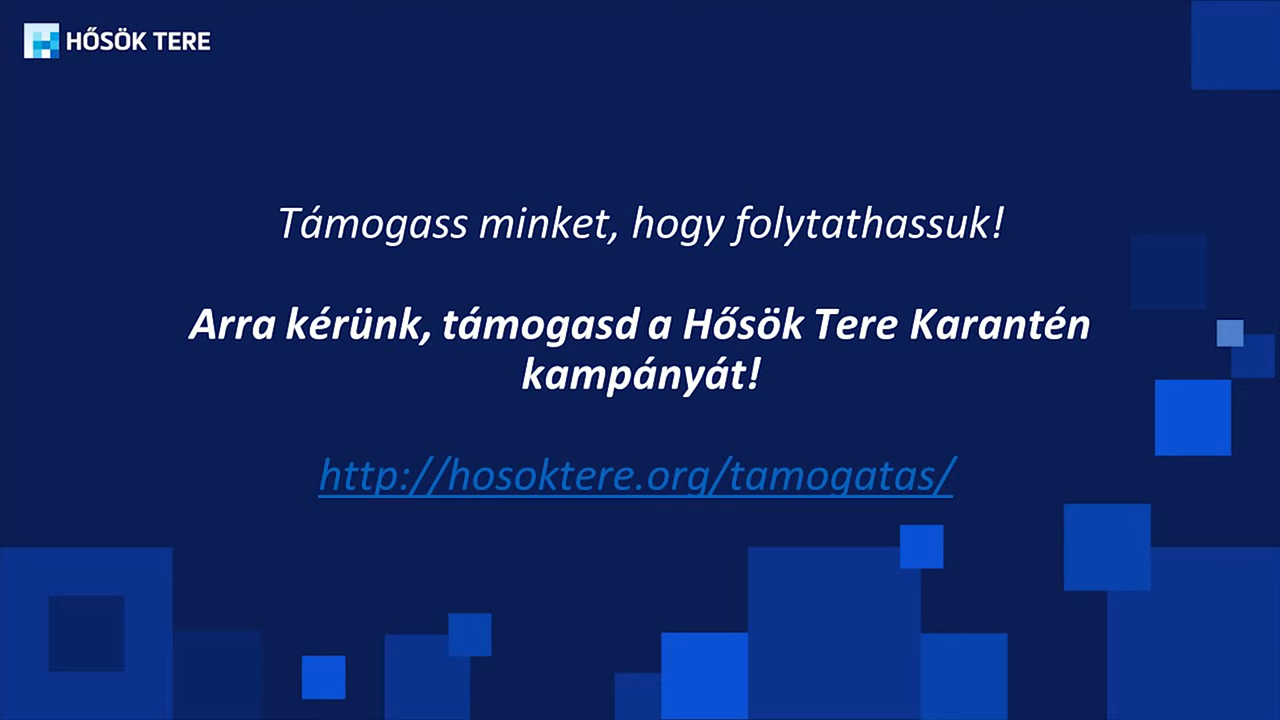 HŐSÖK TERE
Támogass minket, hogy folytathassuk!
Arra kérünk, támogasd a Hősök Tere Karantén
kampányát!
http://hosoktere.org/tamogatas/